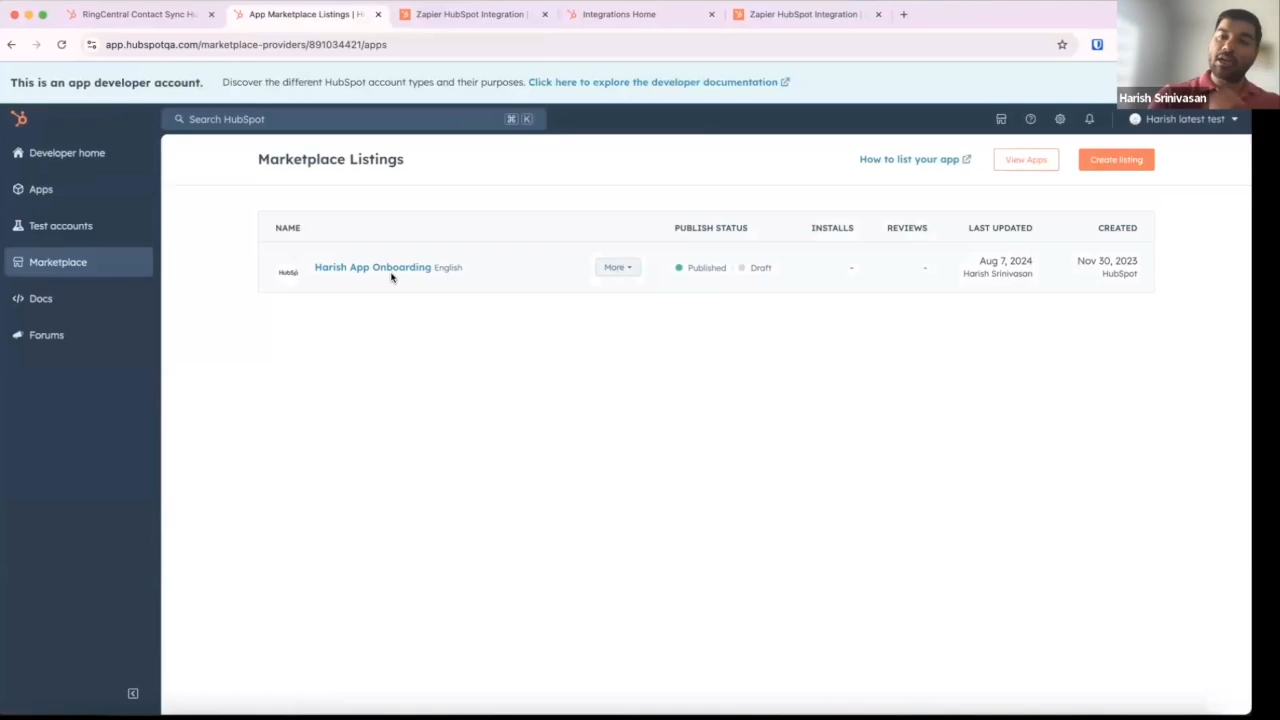 RingCentral Contact Sync Hu
App Marketplace Listings | H
Zapier HubSpot Integration |
Integrations Home
Zapier HubSpot Integration |
app.hubspotqa.com/marketplace-providers/891034421/apps
Harish Srinivasan
This is an app developer account.
Discover the different HubSpot account types and their purposes. Click here to explore the developer documentation
Search HubSpot
⌘ K
Harish latest test
Developer home
Apps
Test accounts
Marketplace
Docs
Forums
Marketplace Listings
How to list your app
View Apps
Create listing
NAME PUBLISH STATUS INSTALLS REVIEWS LAST UPDATED CREATED
HubSp
Harish App Onboarding English
More
Published
Draft
-
-
Aug 7, 2024
Harish Srinivasan
Nov 30, 2023
HubSpot